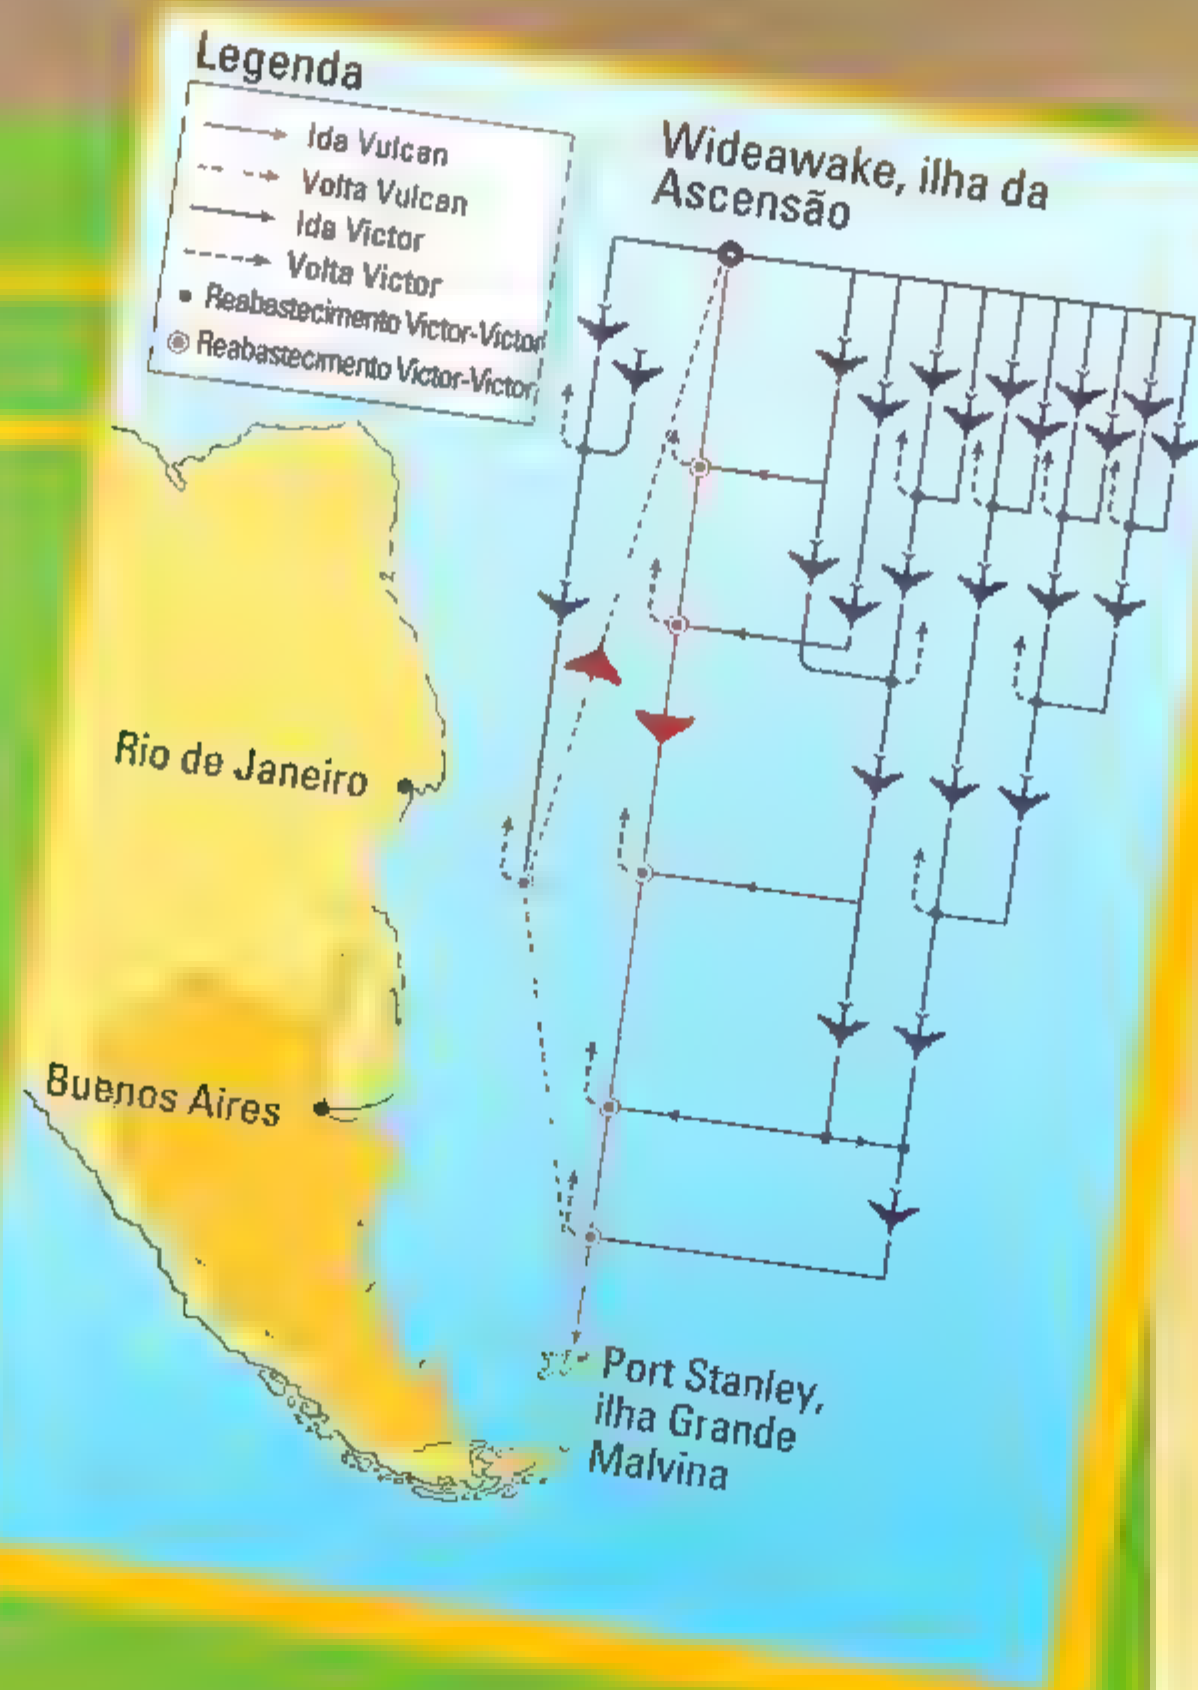 Legenda
Ida Vulcan
Volta Vulcan
Ida Victor
Volta Victor
Reabastecimento Victor-Victor
Reabastecimento Victor-Victor
Wideawake, ilha da
Ascensão
Rio de Janeiro
Buenos Aires
Port Stanley,
ilha Grande
Malvina